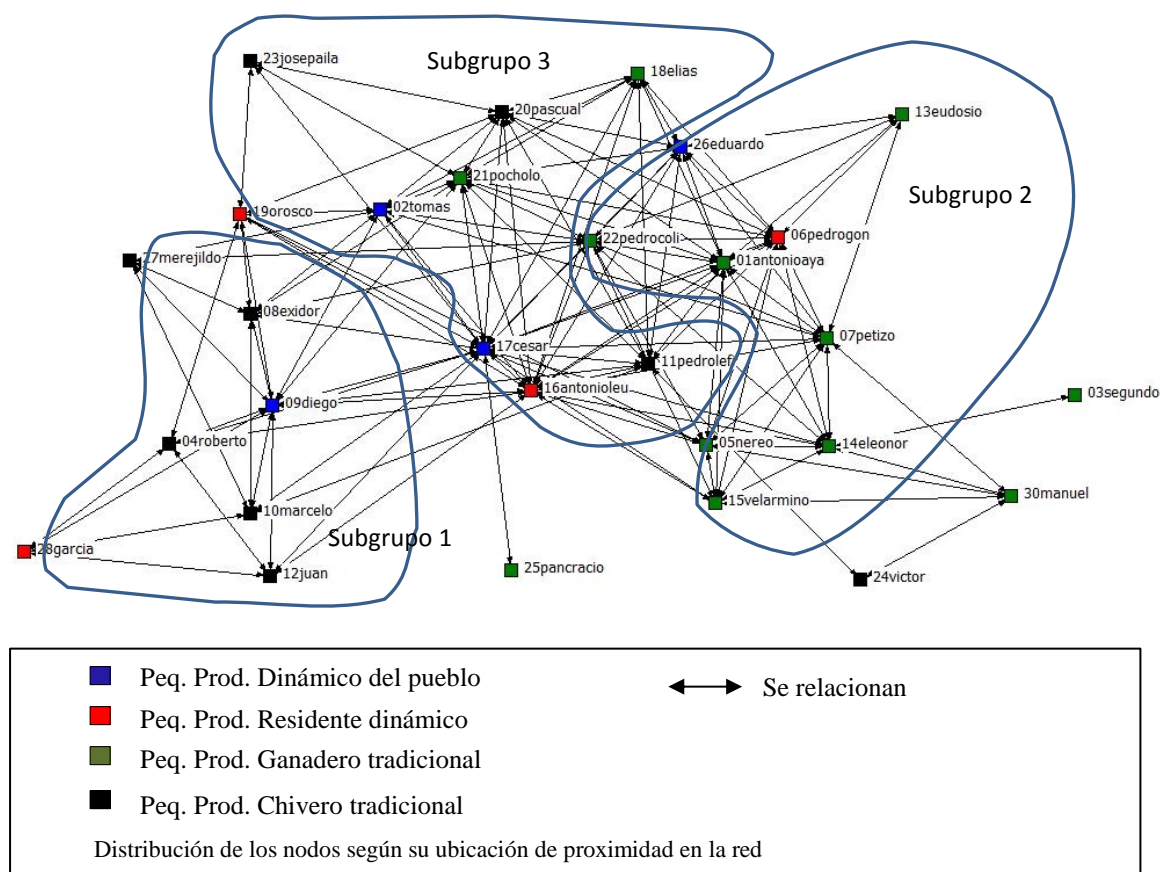 Subgrupo 3
23josepaila
18elias
20pascual
13eudosio
26eduardo
21pocholo
Subgrupo 2
02tomas
19orosco
06pedrogon
22pedrocoli
27merejildo
01antonioaya
08exidor
07petizo
17cesar
11pedrolef
16antonioleu
03segundo
09diego
04roberto
05nereo
14eleonor
30manuel
15velarmino
10marcelo
Subgrupo 1
28garcia
12juan
25pancracio
24victor
Peq. Prod. Dinámico del pueblo
Se relacionan
Peq. Prod. Residente dinámico
Peq. Prod. Ganadero tradicional
Peq. Prod. Chivero tradicional
Distribución de los nodos según su ubicación de proximidad en la red